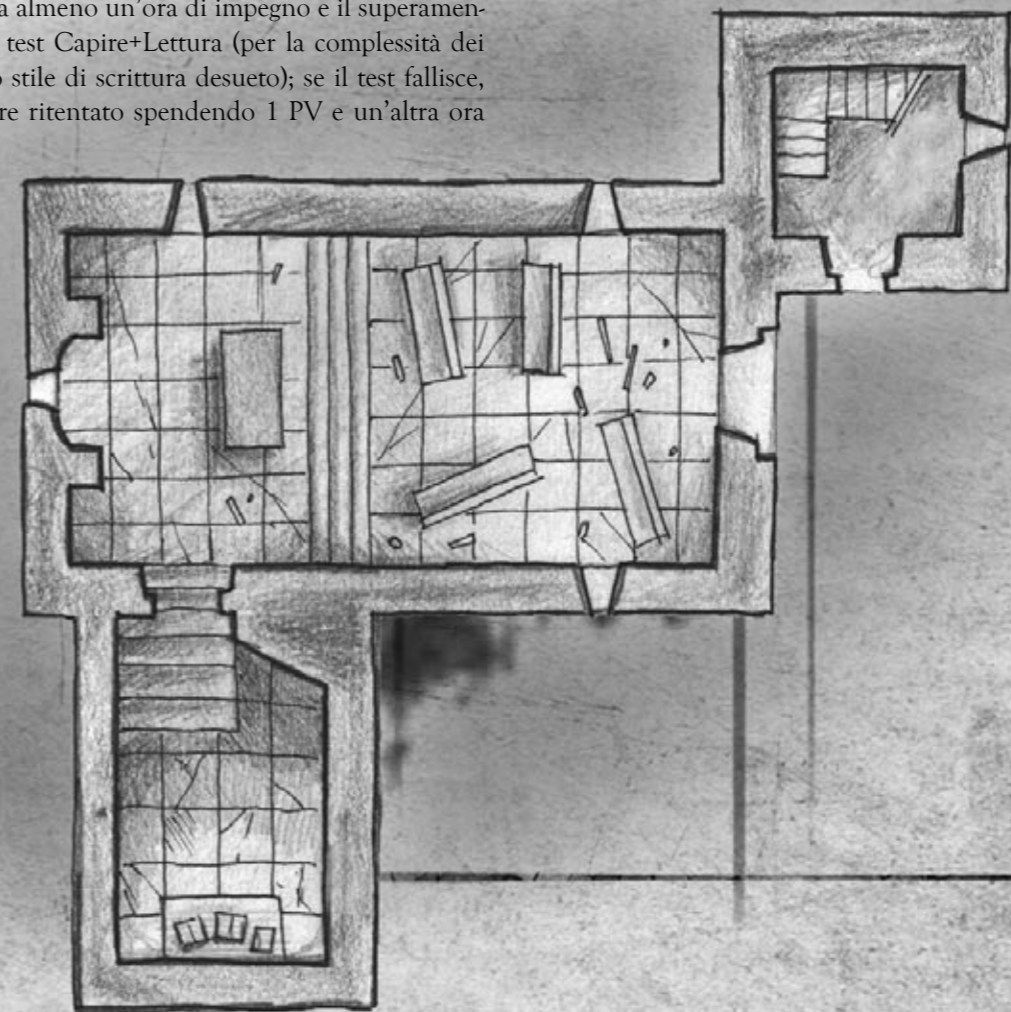 a almeno un'ora di impegno e il superamen-
test Capire+Lettura (per la complessità dei
stile di scrittura desueto); se il test fallisce,
re ritentato spendendo 1 PV e un'altra ora